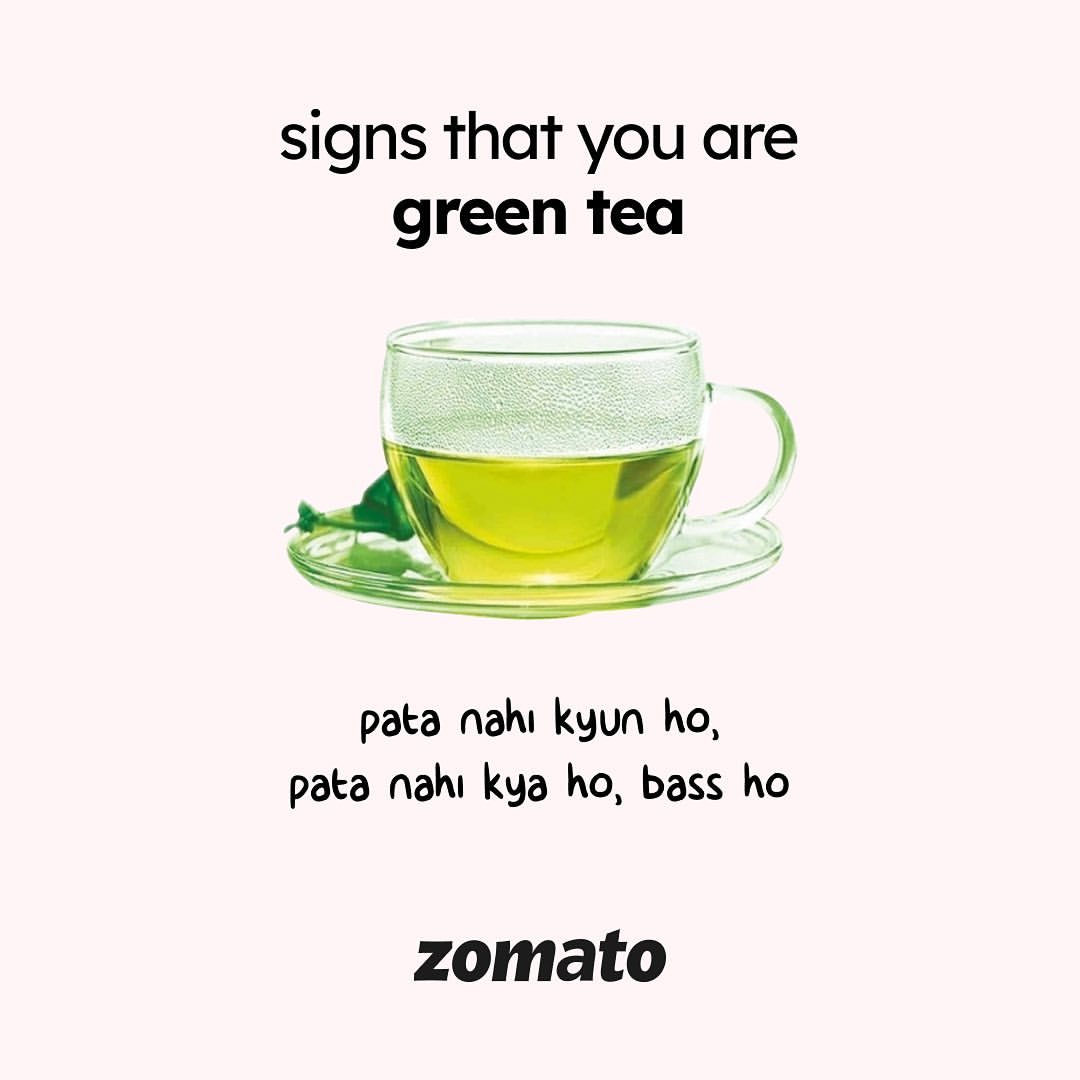 signs that you are
green tea
pata nahi kyun ho,
pata nahi kya ho, bass ho
zomato